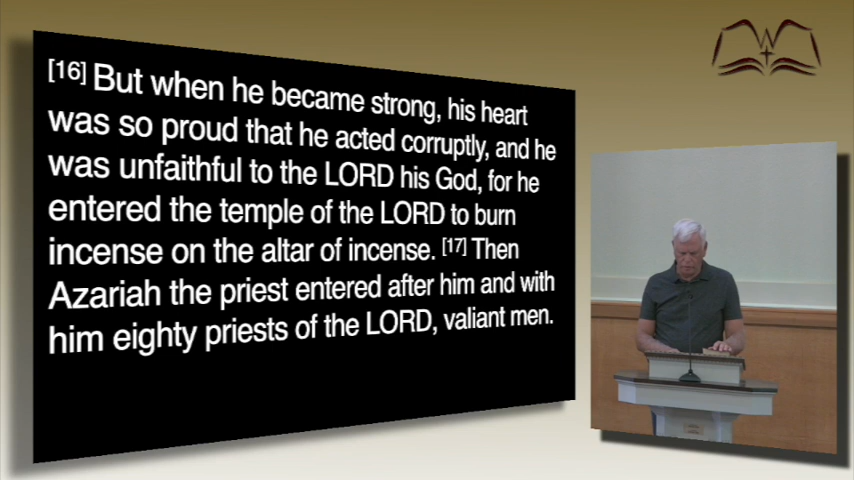 [16] But when he became strong, his heart
was so proud that he acted corruptly, and he
was unfaithful to the LORD his God, for he
entered the temple of the LORD to burn
incense on the altar of incense. [17] Then
Azariah the priest entered after him and with
him eighty priests of the LORD, valiant men.